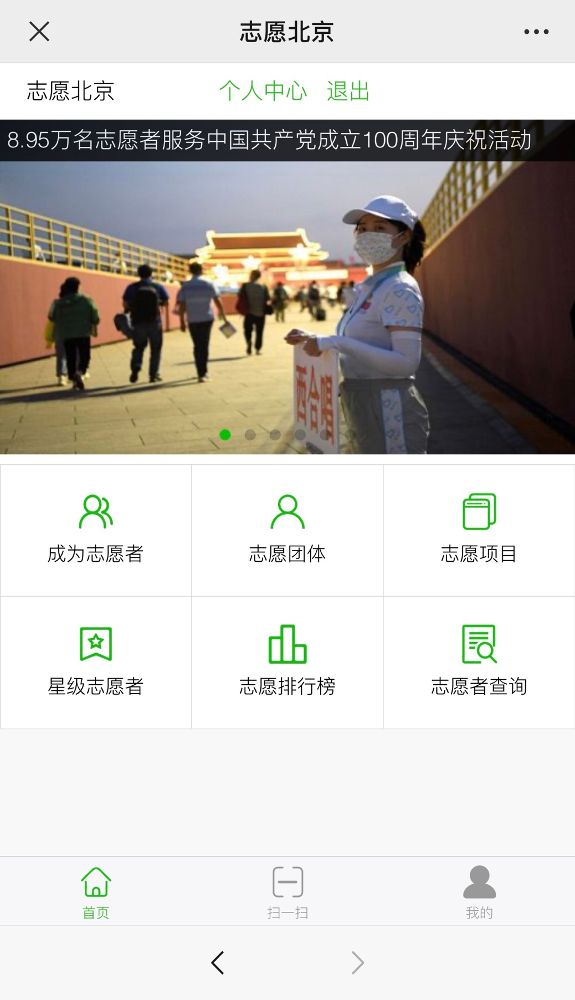 志愿北京
志愿北京 个人中心 退出
8.95万名志愿者服务中国共产党成立100周年庆祝活动
西合唱
成为志愿者 志愿团体 志愿项目
星级志愿者 志愿排行榜 志愿者查询
首页 扫一扫 我的